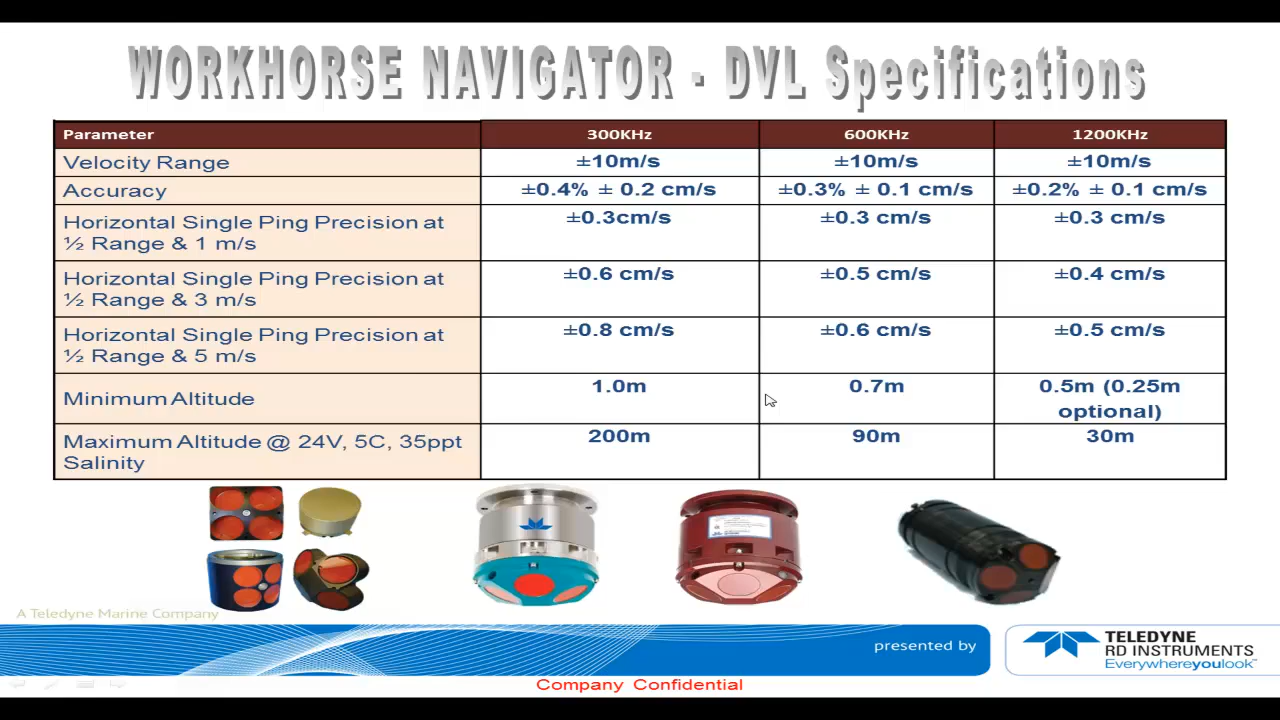 WORKHORSE NAVIGATOR - DVL Specifications
Parameter 300KHz 600KHz 1200KHz
Velocity Range ±10m/s ±10m/s ±10m/s
Accuracy ±0.4% ± 0.2 cm/s ±0.3% ± 0.1 cm/s ±0.2% ± 0.1 cm/s
Horizontal Single Ping Precision at ±0.3cm/s ±0.3 cm/s ±0.3 cm/s
½ Range & 1 m/s
Horizontal Single Ping Precision at ±0.6 cm/s ±0.5 cm/s ±0.4 cm/s
½ Range & 3 m/s
Horizontal Single Ping Precision at ±0.8 cm/s ±0.6 cm/s ±0.5 cm/s
½ Range & 5 m/s
Minimum Altitude 1.0m 0.7m 0.5m (0.25m
optional)
Maximum Altitude @ 24V, 5C, 35ppt 200m 90m 30m
Salinity
A Teledyne Marine Company
presented by
TELEDYNE
RD INSTRUMENTS
Everywhereyoulook™
Company Confidential